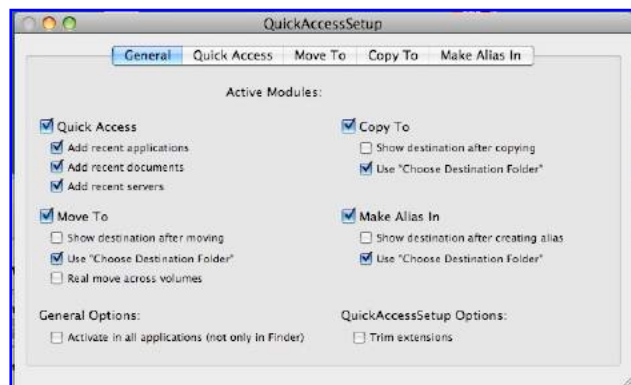 QuickAccessSetup
General Quick Access Move To Copy To Make Alias In
Active Modules:
Quick Access
Add recent applications
Add recent documents
Add recent servers
Copy To
Show destination after copying
Use "Choose Destination Folder"
Move To
Show destination after moving
Use "Choose Destination Folder"
Real move across volumes
Make Alias In
Show destination after creating alias
Use "Choose Destination Folder"
General Options:
Activate in all applications (not only in Finder)
QuickAccessSetup Options:
Trim extensions